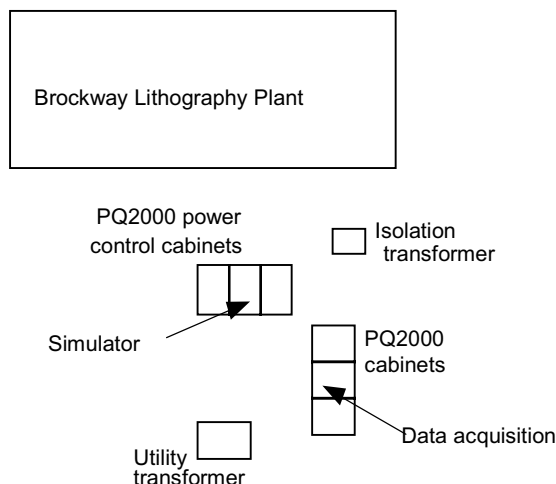 Brockway Lithography Plant
PQ2000 power
control cabinets
Isolation
transformer
Simulator
PQ2000
cabinets
Data acquisition
Utility
transformer